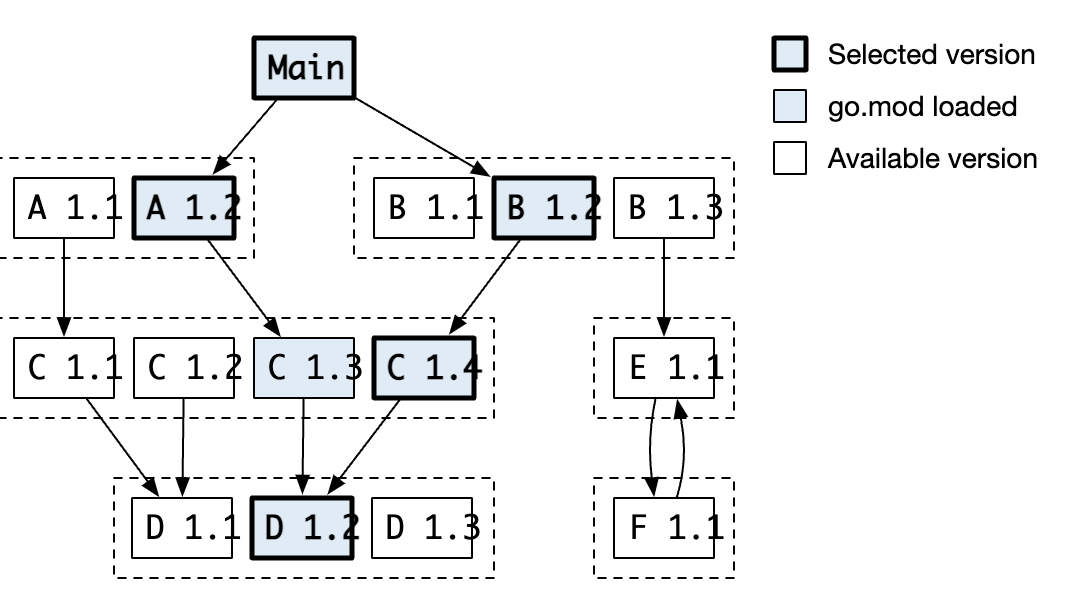 Main
Selected version
go.mod loaded
Available version
A 1.1 A 1.2 B 1.1 B 1.2 B 1.3
C 1.1 C 1.2 C 1.3 C 1.4 E 1.1
D 1.1 D 1.2 D 1.3 F 1.1